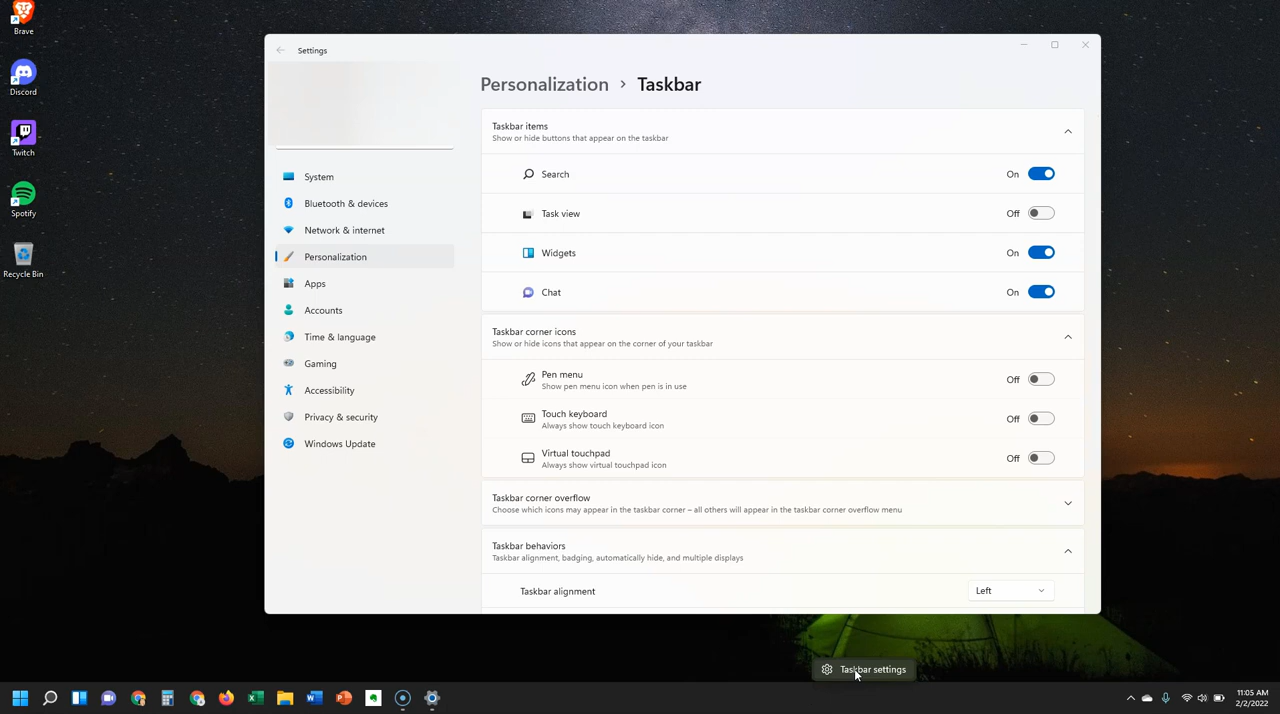 Brave
Discord
Twitch
Spotify
Recycle Bin
Settings
System
Bluetooth & devices
Network & internet
Personalization
Apps
Accounts
Time & language
Gaming
Accessibility
Privacy & security
Windows Update
Personalization › Taskbar
Taskbar items
Show or hide buttons that appear on the taskbar
Search On
Task view Off
Widgets On
Chat On
Taskbar corner icons
Show or hide icons that appear on the corner of your taskbar
Pen menu
Show pen menu icon when pen is in use
Off
Touch keyboard
Always show touch keyboard icon
Off
Virtual touchpad
Always show virtual touchpad icon
Off
Taskbar corner overflow
Choose which icons may appear in the taskbar corner – all others will appear in the taskbar corner overflow menu
Taskbar behaviors
Taskbar alignment, badging, automatically hide, and multiple displays
Taskbar alignment Left
Taskbar settings
11:05 AM
2/2/2022